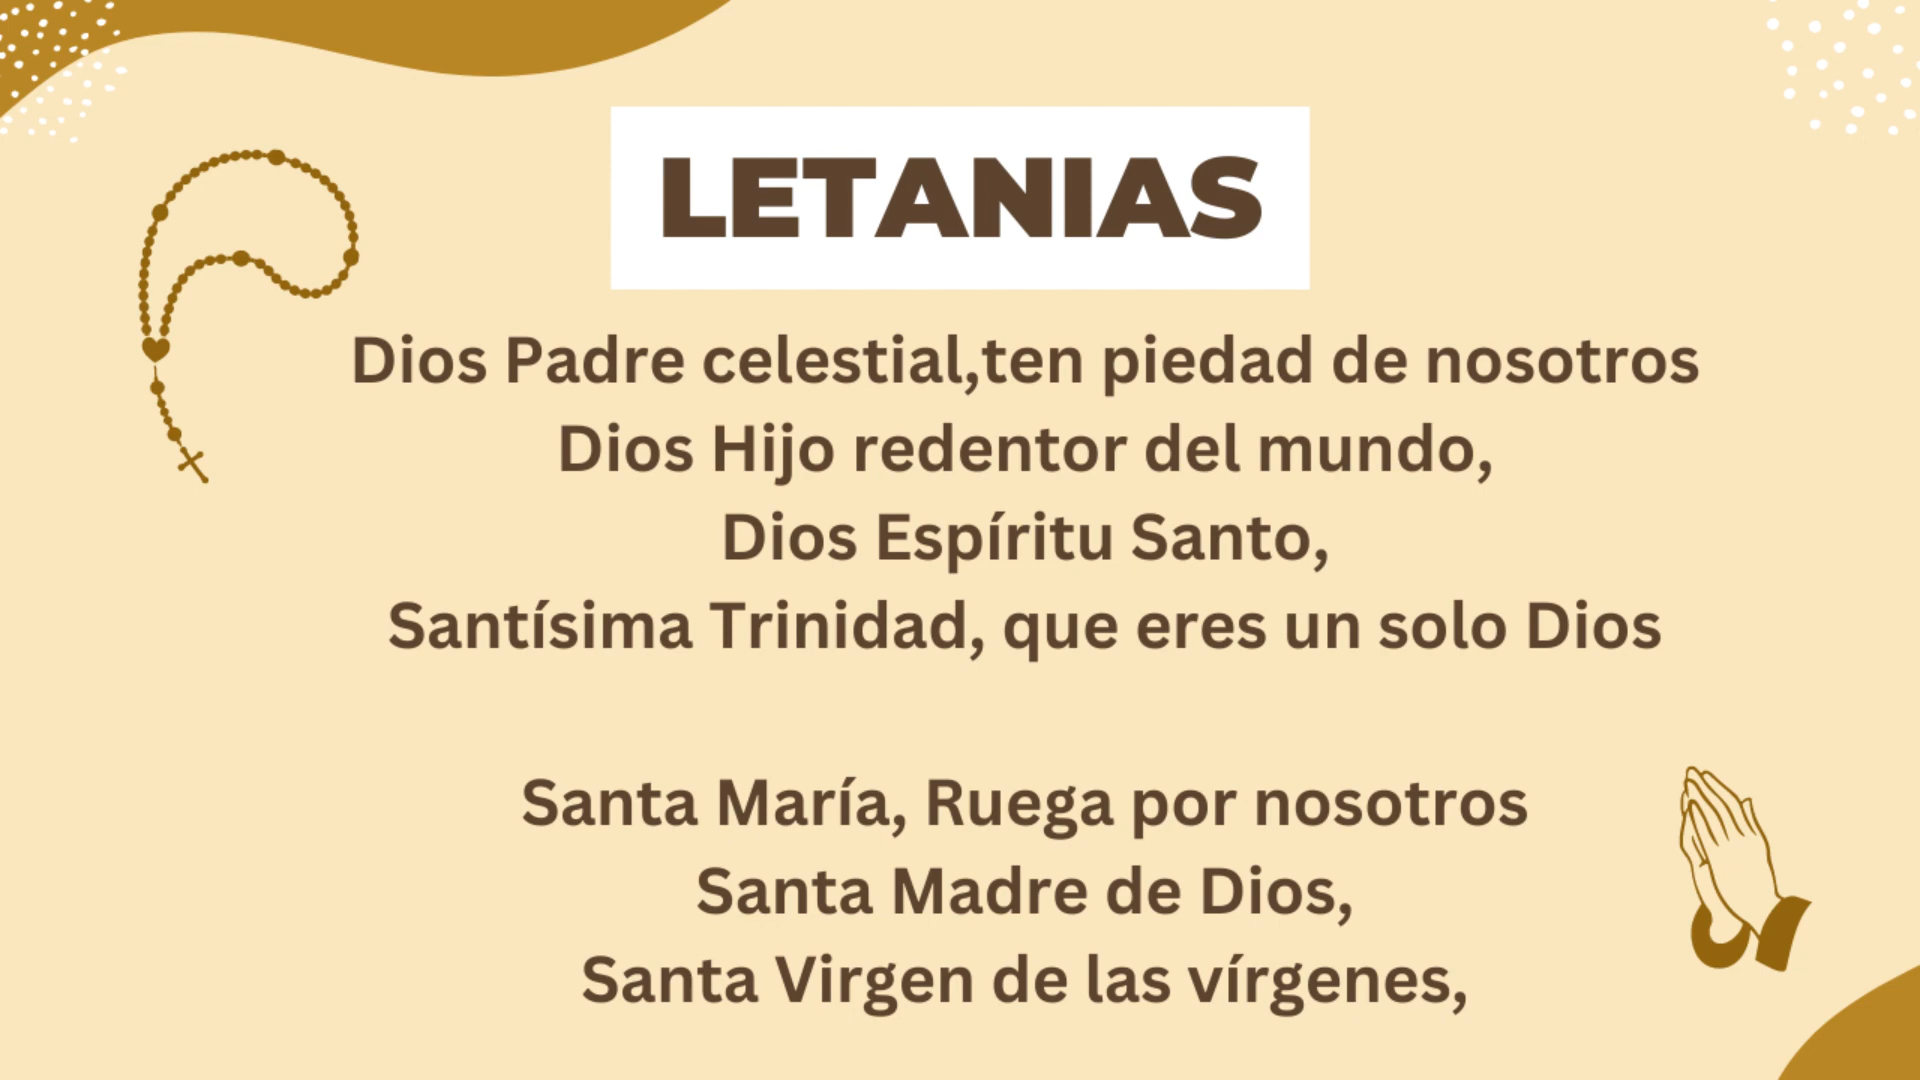 LETANIAS
Dios Padre celestial,ten piedad de nosotros
Dios Hijo redentor del mundo,
Dios Espíritu Santo,
Santísima Trinidad, que eres un solo Dios
Santa María, Ruega por nosotros
Santa Madre de Dios,
Santa Virgen de las vírgenes,